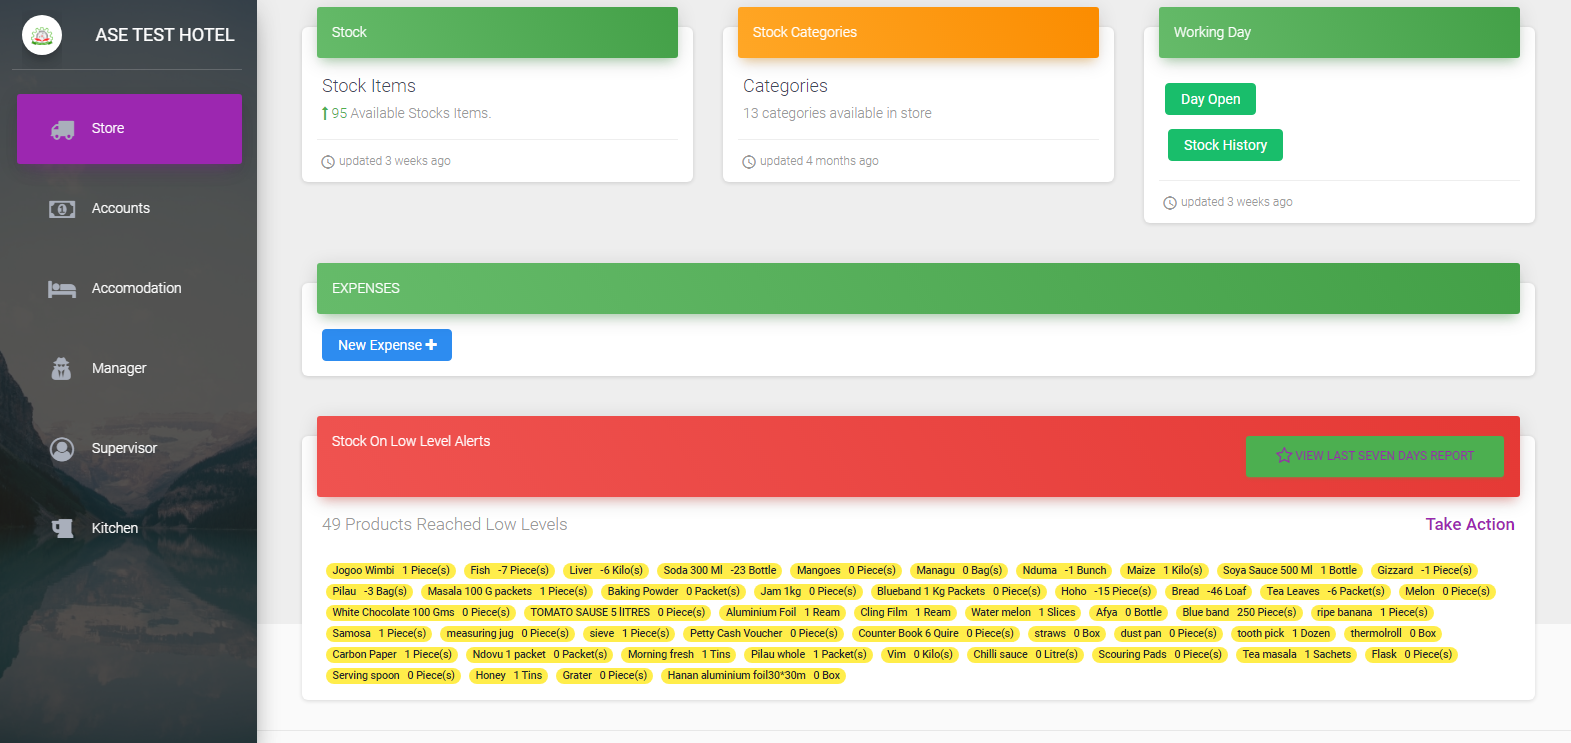 ASE TEST HOTEL
Store
Accounts
Accomodation
Manager
Supervisor
Kitchen
Stock
Stock Items
95 Available Stocks Items.
updated 3 weeks ago
Stock Categories
Categories
13 categories available in store
updated 4 months ago
Working Day
Day Open
Stock History
updated 3 weeks ago
EXPENSES
New Expense
Stock On Low Level Alerts
VIEW LAST SEVEN DAYS REPORT
49 Products Reached Low Levels
Take Action
Jogoo Wimbi 1 Piece(s) Fish -7 Piece(s) Liver -6 Kilo(s) Soda 300 Ml -23 Bottle Mangoes 0 Piece(s) Managu 0 Bag(s) Nduma -1 Bunch Maize 1 Kilo(s) Soya Sauce 500 Ml 1 Bottle Gizzard -1 Piece(s)
Pilau -3 Bag(s) Masala 100 G packets 1 Piece(s) Baking Powder 0 Packet(s) Jam 1kg 0 Piece(s) Blueband 1 Kg Packets 0 Piece(s) Hoho -15 Piece(s) Bread -46 Loaf Tea Leaves -6 Packet(s) Melon 0 Piece(s)
White Chocolate 100 Gms 0 Piece(s) TOMATO SAUSE 5 lITRES 0 Piece(s) Aluminium Foil 1 Ream Cling Film 1 Ream Water melon 1 Slices Afya 0 Bottle Blue band 250 Piece(s) ripe banana 1 Piece(s)
Samosa 1 Piece(s) measuring jug 0 Piece(s) sieve 1 Piece(s) Petty Cash Voucher 0 Piece(s) Counter Book 6 Quire 0 Piece(s) straws 0 Box dust pan 0 Piece(s) tooth pick 1 Dozen thermolroll 0 Box
Carbon Paper 1 Piece(s) Ndovu 1 packet 0 Packet(s) Morning fresh 1 Tins Pilau whole 1 Packet(s) Vim 0 Kilo(s) Chilli sauce 0 Litre(s) Scouring Pads 0 Piece(s) Tea masala 1 Sachets Flask 0 Piece(s)
Serving spoon 0 Piece(s) Honey 1 Tins Grater 0 Piece(s) Hanan aluminium foil30*30m 0 Box